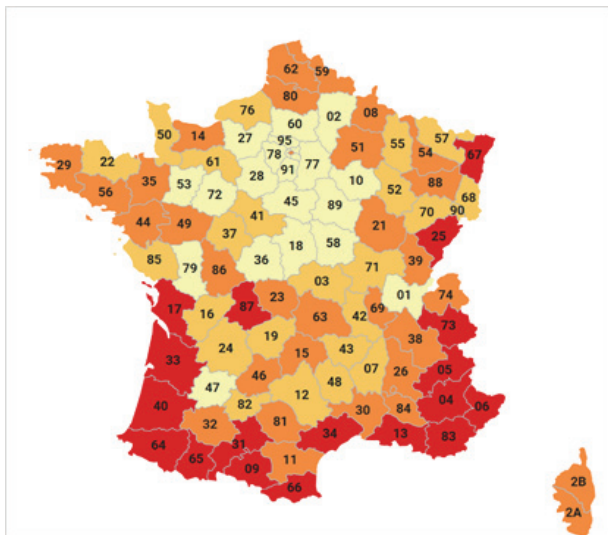 62 59
80
76 60 02 08
50 14 27 95 51 55 57 67
78 77 54
29 22 61 91 10 88 68
35 53 28 52
56 72 45 89 70 90
44 49 41 21 25
37 18 58 39
85 79 86 36 71
03 01 74
17 87 23 69
16 63 42 73
19 38
33 24 15 43
46 07 26 05
47 48
40 82 12 04 06
32 81 30 84
64 31 34 13 83
65 09 11
66
2B
2A